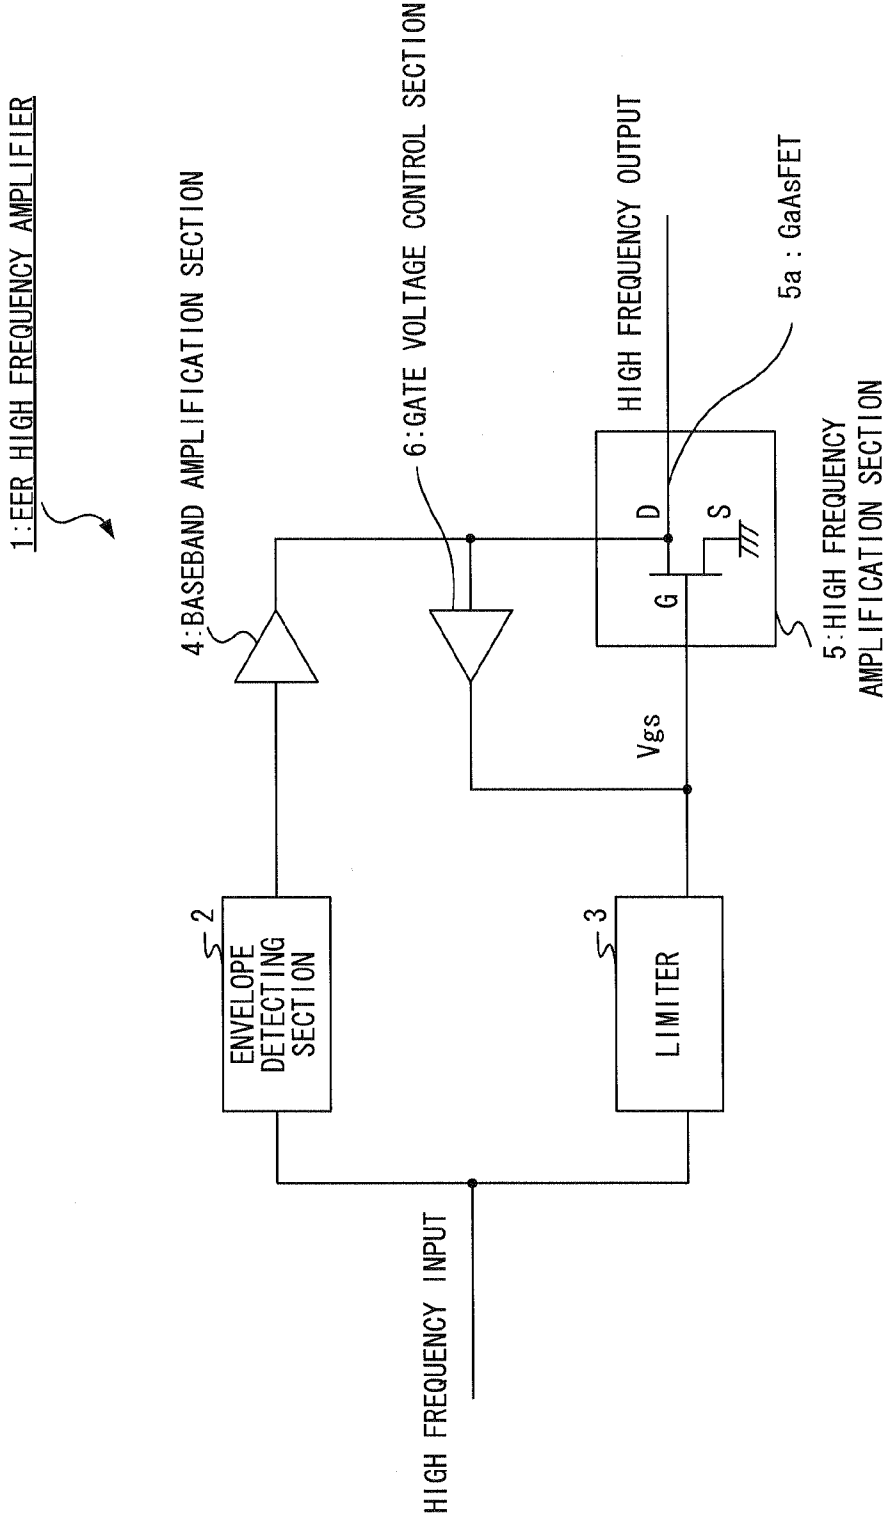 1:EER HIGH FREQUENCY AMPLIFIER
4:BASEBAND AMPLIFICATION SECTION
6:GATE VOLTAGE CONTROL SECTION
HIGH FREQUENCY INPUT
2
ENVELOPE
DETECTING
SECTION
3
LIMITER
Vgs
G
D
S
HIGH FREQUENCY OUTPUT
5a: GaAsFET
5:HIGH FREQUENCY
AMPLIFICATION SECTION